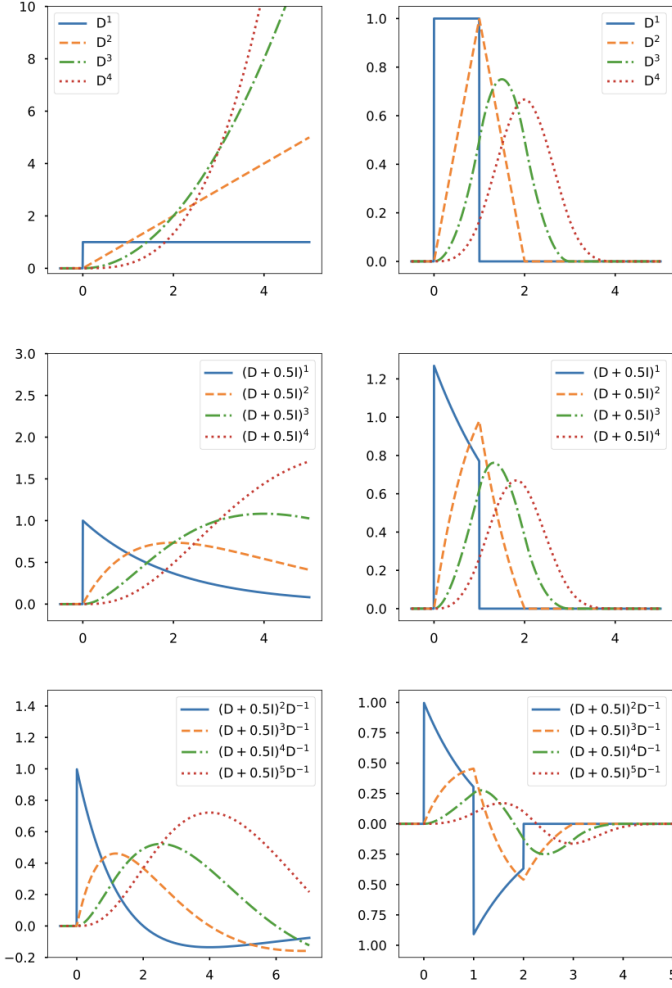 10
8
6
4
2
0
D¹
D²
D³
D⁴
0
2
4
1.0
0.8
0.6
0.4
0.2
0.0
D¹
D²
D³
D⁴
0
2
4
3.0
2.5
2.0
1.5
1.0
0.5
0.0
(D + 0.5I)¹
(D + 0.5I)²
(D + 0.5I)³
(D + 0.5I)⁴
0
2
4
1.2
1.0
0.8
0.6
0.4
0.2
0.0
(D + 0.5I)¹
(D + 0.5I)²
(D + 0.5I)³
(D + 0.5I)⁴
0
2
4
1.4
1.2
1.0
0.8
0.6
0.4
0.2
0.0
−0.2
(D + 0.5I)²D⁻¹
(D + 0.5I)³D⁻¹
(D + 0.5I)⁴D⁻¹
(D + 0.5I)⁵D⁻¹
0
2
4
6
1.00
0.75
0.50
0.25
0.00
0.25
0.50
0.75
1.00
(D + 0.5I)²D⁻¹
(D + 0.5I)³D⁻¹
(D + 0.5I)⁴D⁻¹
(D + 0.5I)⁵D⁻¹
0
1
2
3
4
5